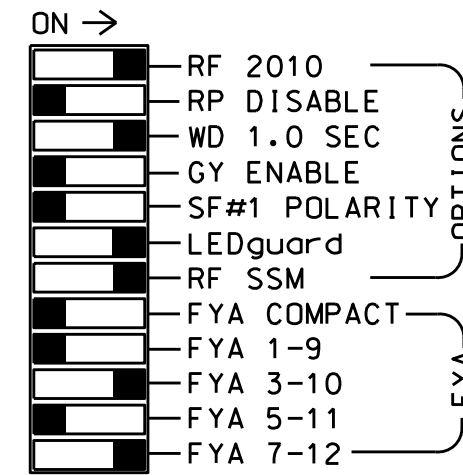 ON →
RF 2010
RP DISABLE
WD 1.0 SEC
GY ENABLE
SF#1 POLARITY
LEDguard
RF SSM
OPTIONS
FYA COMPACT
FYA 1-9
FYA 3-10
FYA 5-11
FYA 7-12
FYA